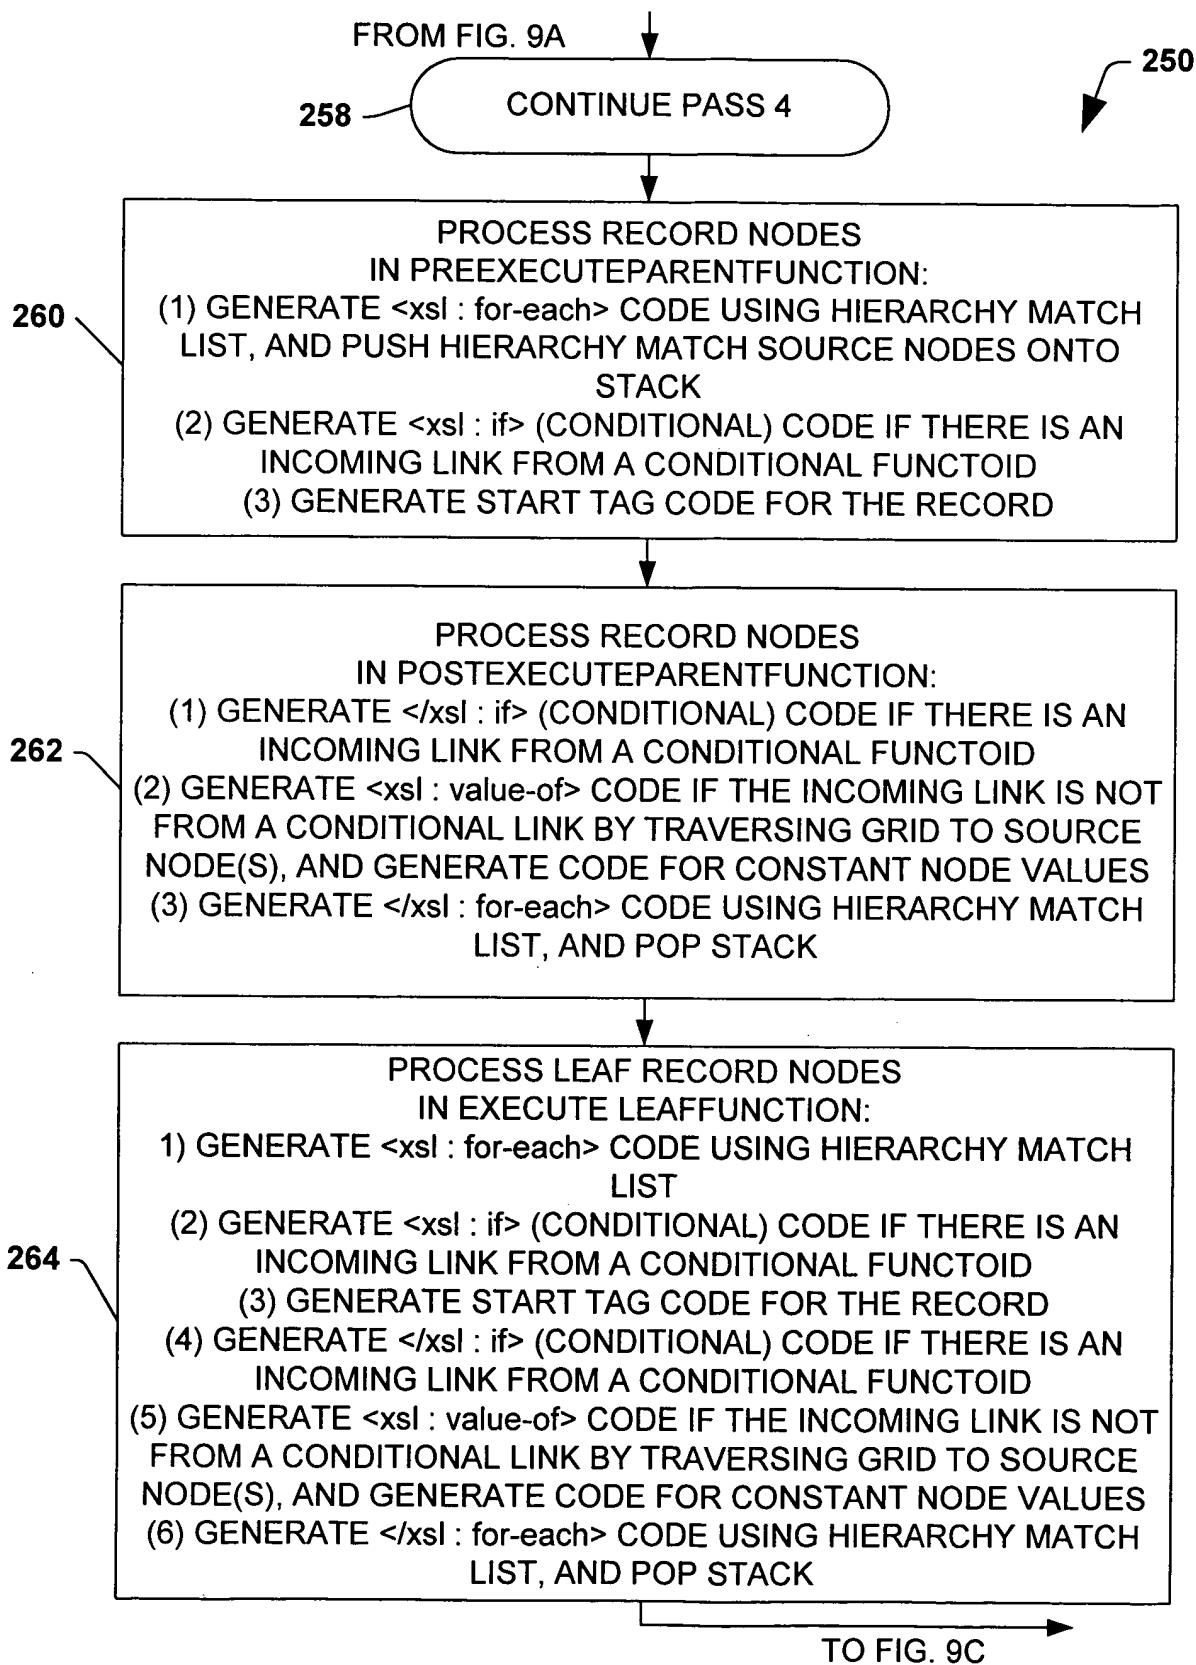 FROM FIG. 9A
250
258
CONTINUE PASS 4
PROCESS RECORD NODES
IN PREEXECUTEPARENTFUNCTION:
260
(1) GENERATE <xsl : for-each> CODE USING HIERARCHY MATCH
LIST, AND PUSH HIERARCHY MATCH SOURCE NODES ONTO
STACK
(2) GENERATE <xsl : if> (CONDITIONAL) CODE IF THERE IS AN
INCOMING LINK FROM A CONDITIONAL FUNCTOID
(3) GENERATE START TAG CODE FOR THE RECORD
PROCESS RECORD NODES
IN POSTEXECUTEPARENTFUNCTION:
(1) GENERATE </xsl : if> (CONDITIONAL) CODE IF THERE IS AN
INCOMING LINK FROM A CONDITIONAL FUNCTOID
262
(2) GENERATE <xsl : value-of> CODE IF THE INCOMING LINK IS NOT
FROM A CONDITIONAL LINK BY TRAVERSING GRID TO SOURCE
NODE(S), AND GENERATE CODE FOR CONSTANT NODE VALUES
(3) GENERATE </xsl : for-each> CODE USING HIERARCHY MATCH
LIST, AND POP STACK
PROCESS LEAF RECORD NODES
IN EXECUTE LEAFFUNCTION:
1) GENERATE <xsl : for-each> CODE USING HIERARCHY MATCH
LIST
(2) GENERATE <xsl : if> (CONDITIONAL) CODE IF THERE IS AN
INCOMING LINK FROM A CONDITIONAL FUNCTOID
264
(3) GENERATE START TAG CODE FOR THE RECORD
(4) GENERATE </xsl : if> (CONDITIONAL) CODE IF THERE IS AN
INCOMING LINK FROM A CONDITIONAL FUNCTOID
(5) GENERATE <xsl : value-of> CODE IF THE INCOMING LINK IS NOT
FROM A CONDITIONAL LINK BY TRAVERSING GRID TO SOURCE
NODE(S), AND GENERATE CODE FOR CONSTANT NODE VALUES
(6) GENERATE </xsl : for-each> CODE USING HIERARCHY MATCH
LIST, AND POP STACK
TO FIG. 9C